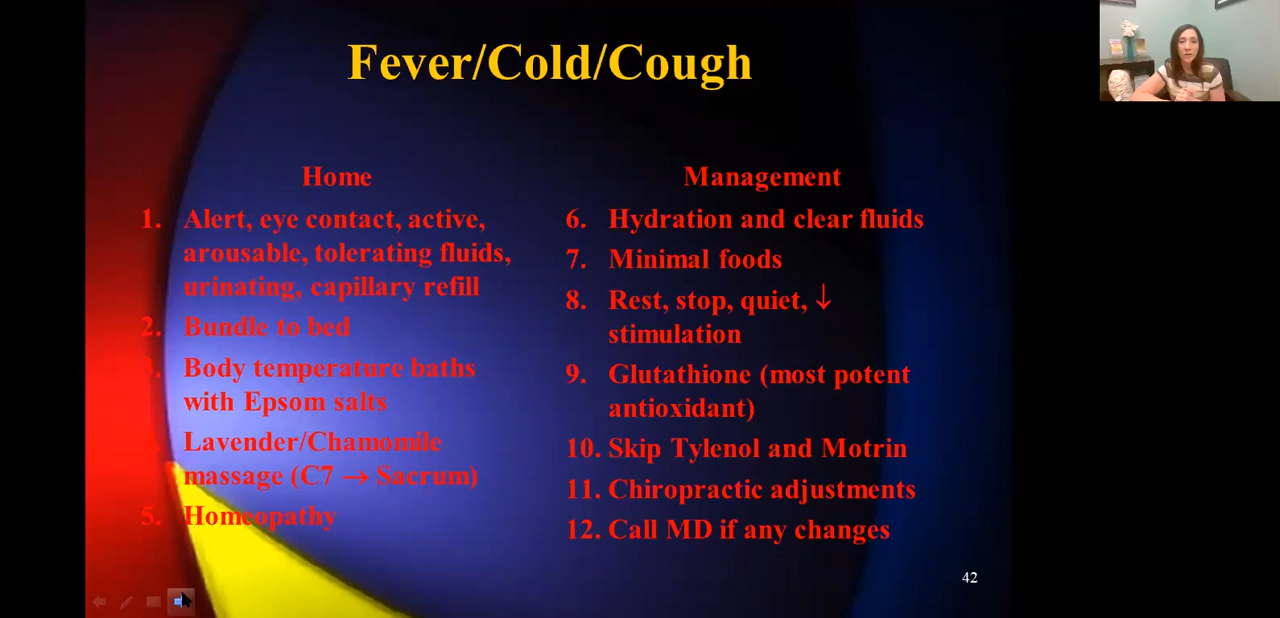 Fever/Cold/Cough
Home
1. Alert, eye contact, active,
arousable, tolerating fluids,
urinating, capillary refill
2. Bundle to bed
3. Body temperature baths
with Epsom salts
Lavender/Chamomile
massage (C7 → Sacrum)
5. Homeopathy
Management
6. Hydration and clear fluids
7. Minimal foods
8. Rest, stop, quiet, ↓
stimulation
9. Glutathione (most potent
antioxidant)
10. Skip Tylenol and Motrin
11. Chiropractic adjustments
12. Call MD if any changes
42